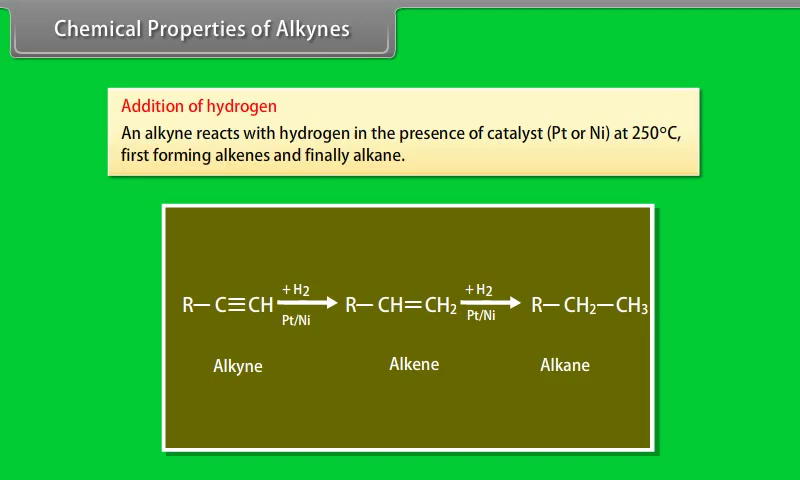 Chemical Properties of Alkynes
Addition of hydrogen
An alkyne reacts with hydrogen in the presence of catalyst (Pt or Ni) at 250°C,
first forming alkenes and finally alkane.
R— C≡CH + H2 Pt/Ni R— CH=CH₂ + H2 Pt/Ni R— CH₂—CH₃
Alkyne Alkene Alkane